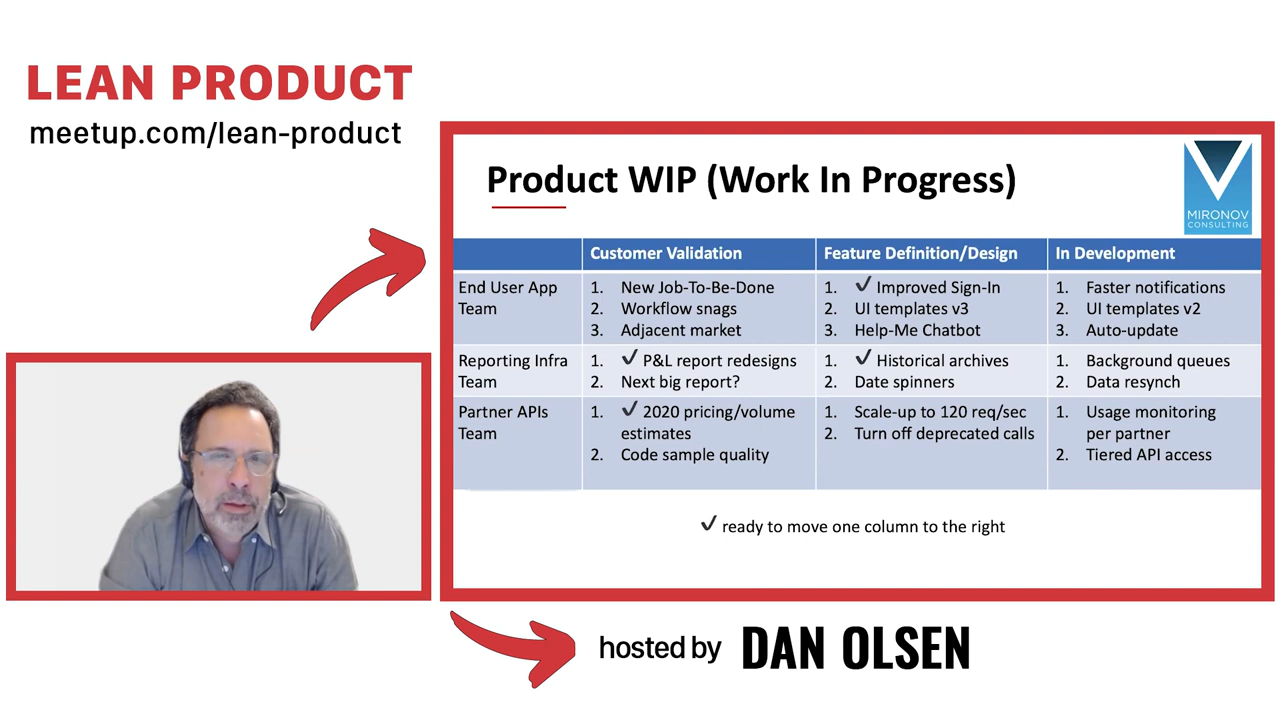 LEAN PRODUCT
meetup.com/lean-product
Product WIP (Work In Progress)
MIRONOV
CONSULTING
Customer Validation
Feature Definition/Design
In Development
End User App
Team
1. New Job-To-Be-Done
2. Workflow snags
3. Adjacent market
1. ✓ Improved Sign-In
2. UI templates v3
3. Help-Me Chatbot
1. Faster notifications
2. UI templates v2
3. Auto-update
Reporting Infra
Team
1. ✓ P&L report redesigns
2. Next big report?
1. ✓ Historical archives
2. Date spinners
1. Background queues
2. Data resynch
Partner APIs
Team
1. ✓ 2020 pricing/volume
estimates
2. Code sample quality
1. Scale-up to 120 req/sec
2. Turn off deprecated calls
1. Usage monitoring
per partner
2. Tiered API access
✓ ready to move one column to the right
hosted by DAN OLSEN